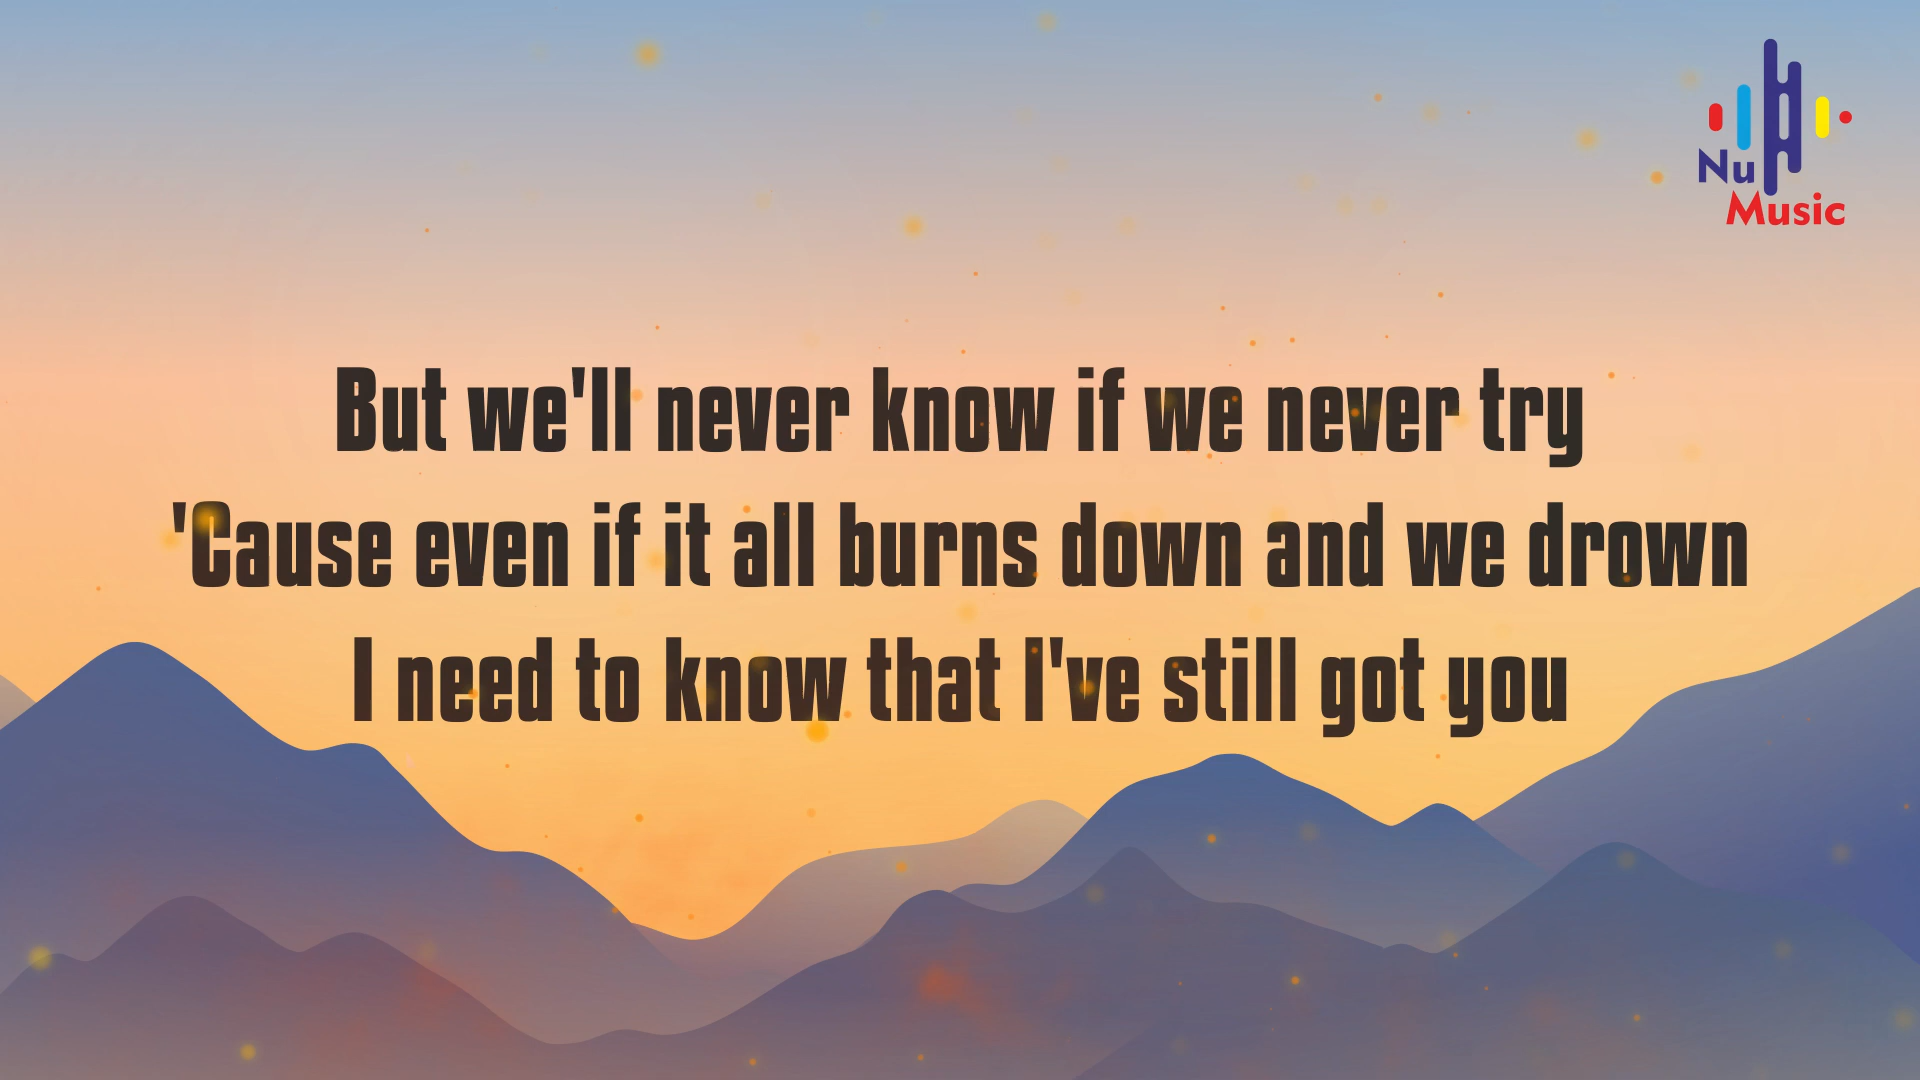 Nu
Music
But we'll never know if we never try
'Cause even if it all burns down and we drown
I need to know that I've still got you